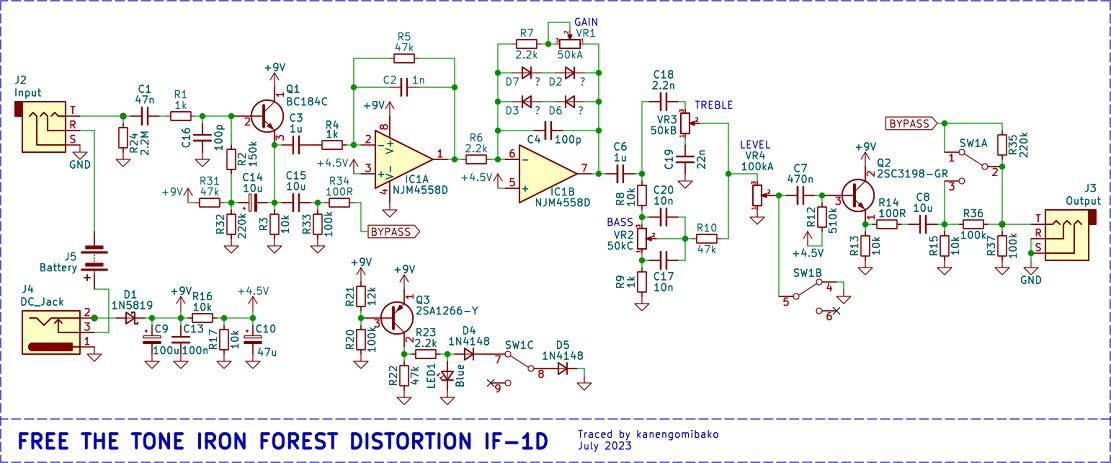 GAIN
R5
47k
R7
2.2k
VR1
50kA
C2
1n
D7
?
D2
?
D3
?
D6
?
C4
100p
+9V
Q1
BC184C
J2
Input
T
R
S
GND
C1
47n
R1
1k
R24
2.2M
C16
100p
R2
150k
1
2
3
C3
1u
R4
1k
+9V
+4.5V
8
V+
V-
4
2
3
1
IC1A
NJM4558D
R6
2.2k
+4.5V
6
5
7
IC1B
NJM4558D
C6
1u
C18
2.2n
TREBLE
VR3
50kB
C19
22n
LEVEL
VR4
100kA
R8
10k
C20
10n
BASS
VR2
50kC
R10
47k
C17
10n
R9
1k
+9V
R31
47k
R32
220k
C14
10u
R3
10k
C15
10u
R33
100k
R34
100R
BYPASS
C7
470n
R12
510k
+4.5V
+9V
Q2
2SC3198-GR
2
3
1
R14
100R
R13
10k
C8
10u
R15
10k
R36
100k
R37
100k
BYPASS
SW1A
1
2
3
R35
220k
J3
Output
T
R
S
GND
SW1B
4
5
6
J5
Battery
+
J4
DC_Jack
2
3
1
D1
1N5819
+9V
R16
10k
+4.5V
C9
100u
C13
100n
R17
10k
C10
47u
+9V
R21
12k
R20
100k
+9V
Q3
2SA1266-Y
1
3
2
R22
47k
R23
2.2k
LED1
Blue
D4
1N4148
SW1C
7
8
9
D5
1N4148
FREE THE TONE IRON FOREST DISTORTION IF-1D
Traced by kanengomibako
July 2023